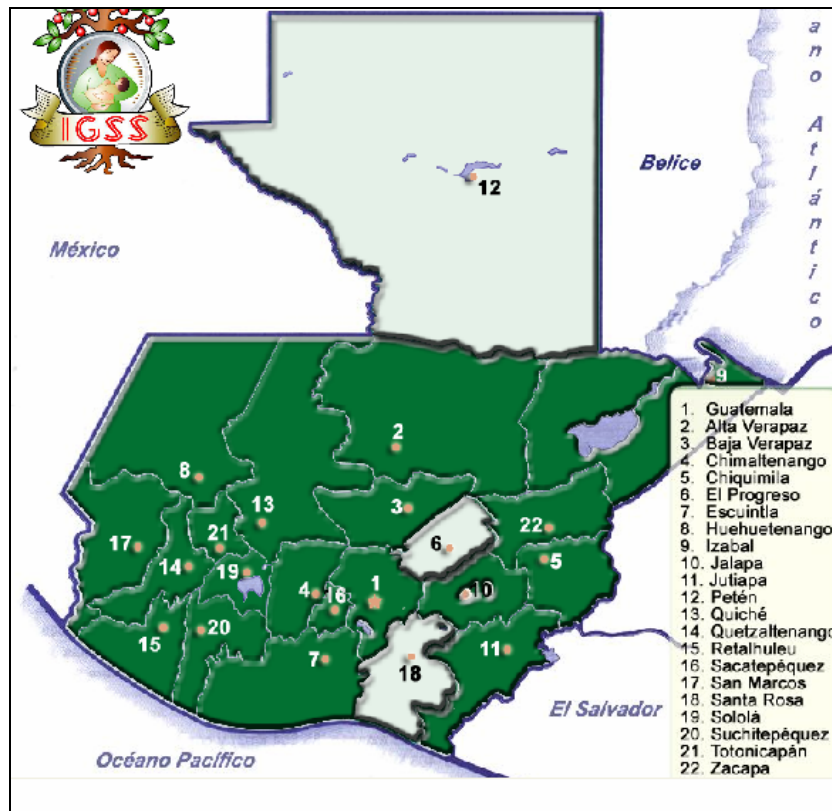 IGSS
México
Belice
ano Atlántico
12
9
2
8
3
13
17
21
22
6
5
14
19
4
16
1
10
15
20
7
18
11
1. Guatemala
2. Alta Verapaz
3. Baja Verapaz
4. Chimaltenango
5. Chiquimila
6. El Progreso
7. Escuintla
8. Huehuetenango
9. Izabal
10. Jalapa
11. Jutiapa
12. Petén
13. Quiché
14. Quetzaltenango
15. Retalhuleu
16. Sacatepéquez
17. San Marcos
18. Santa Rosa
19. Sololá
20. Suchitepéquez
21. Totonicapán
22. Zacapa
El Salvador
Océano Pacífico